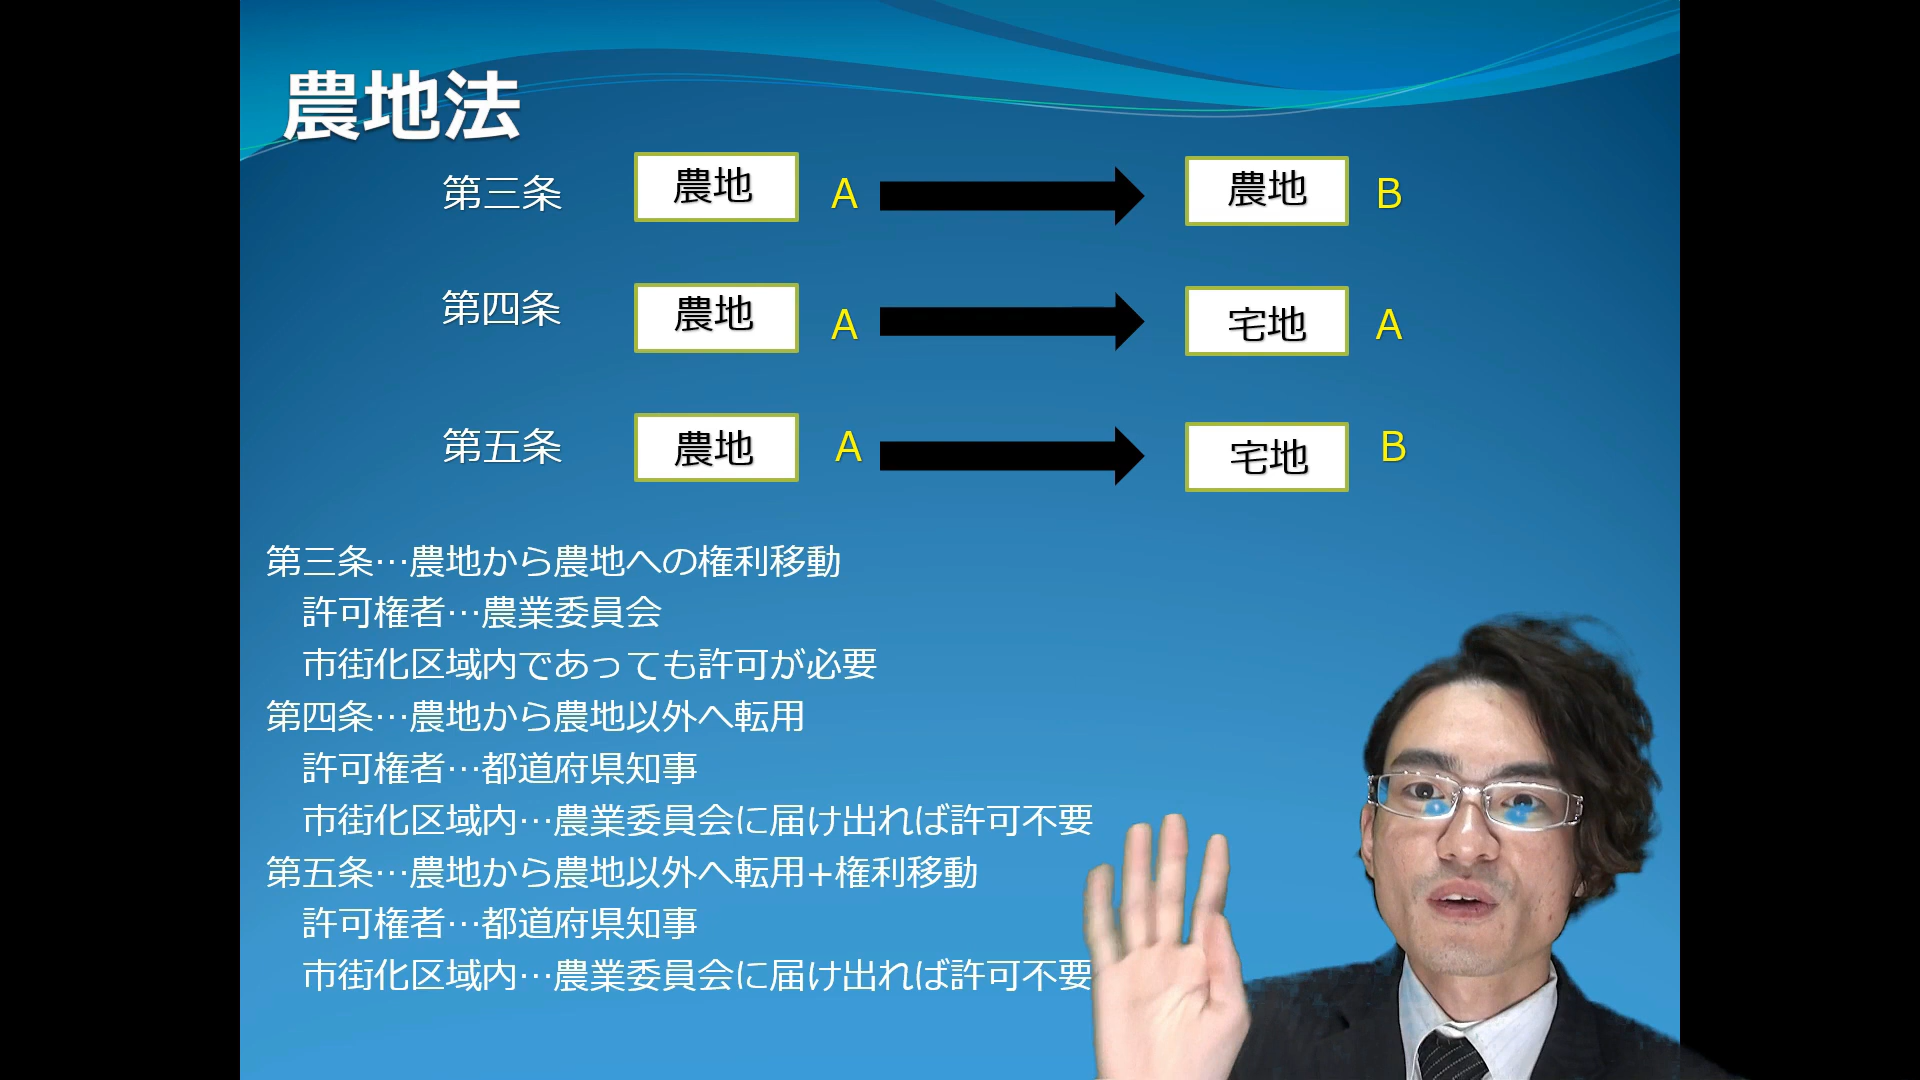 農地法
第三条 農地 A 農地 B
第四条 農地 A 宅地 A
第五条 農地 A 宅地 B
第三条…農地から農地への権利移動
許可権者…農業委員会
市街化区域内であっても許可が必要
第四条…農地から農地以外へ転用
許可権者…都道府県知事
市街化区域内…農業委員会に届け出れば許可不要
第五条…農地から農地以外へ転用+権利移動
許可権者…都道府県知事
市街化区域内…農業委員会に届け出れば許可不要